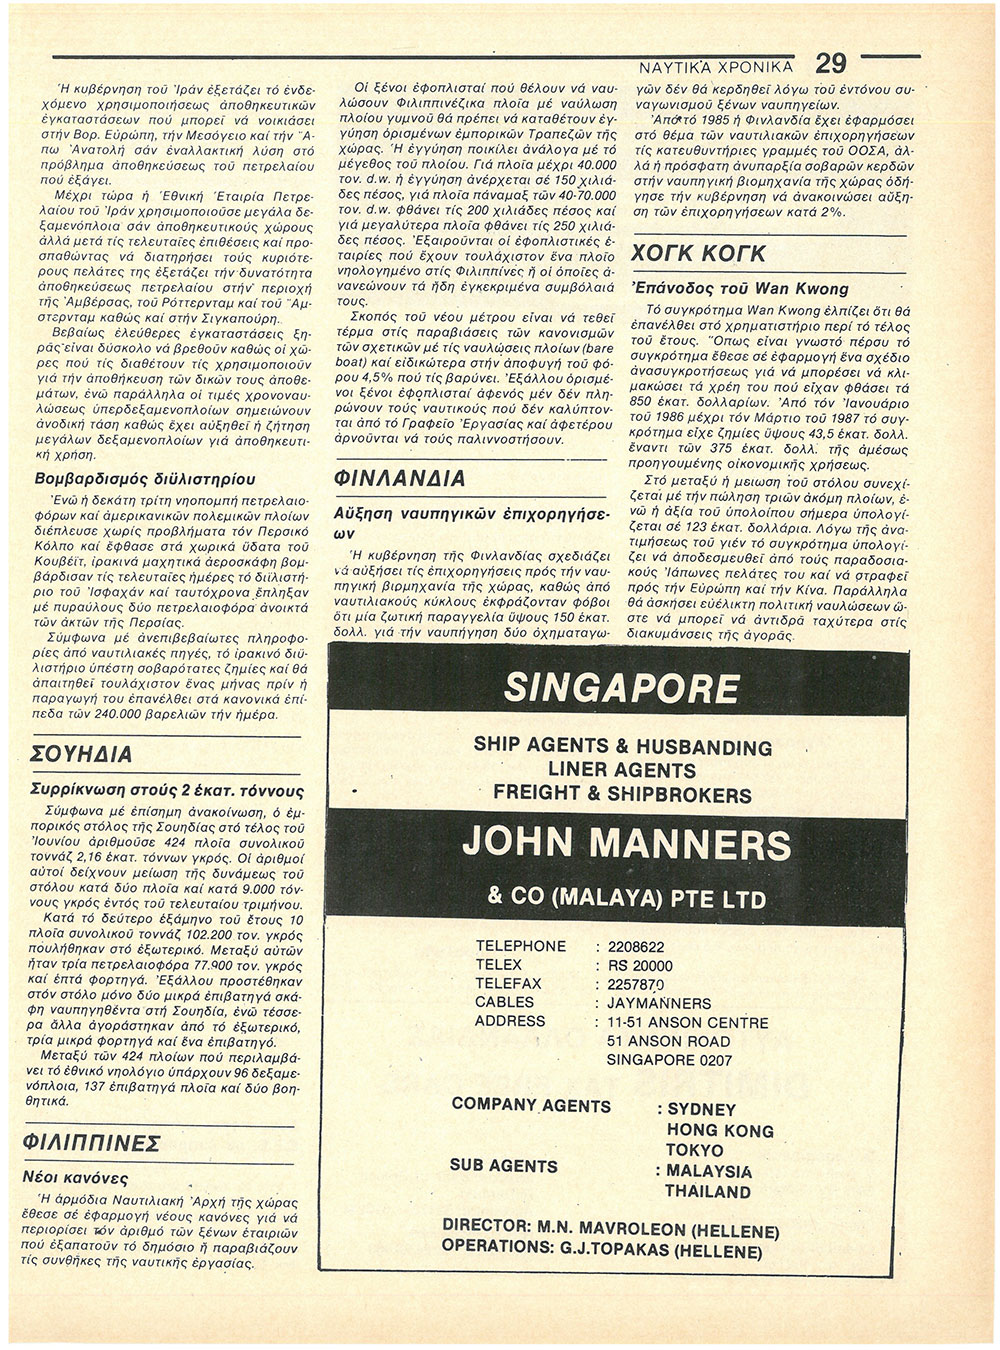 ΝΑΥΤΙΚΑ ΧΡΟΝΙΚΑ 29
Ἡ κυβέρνηση τοῦ Ἰράν ἐξετάζει τό ἐνδε-
χόμενο χρησιμοποιήσεως ἀποθηκευτικῶν
ἐγκαταστάσεων πού μπορεῖ νά νοικιάσει
στήν Βορ. Εὐρώπη, τήν Μεσόγειο καί τήν Ἄ-
πω Ἀνατολή σάν ἐναλλακτική λύση στό
πρόβλημα ἀποθηκεύσεως τοῦ πετρελαίου
πού ἐξάγει.
Μέχρι τώρα ἡ Ἐθνική Ἑταιρία Πετρε-
λαίου τοῦ Ἰράν χρησιμοποιοῦσε μεγάλα δε-
ξαμενόπλοια σάν ἀποθηκευτικούς χώρους
ἀλλά μετά τίς τελευταῖες ἐπιθέσεις καί προ-
σπαθώντας νά διατηρήσει τούς κυριότε-
ρους πελάτες της ἐξετάζει τήν δυνατότητα
ἀποθηκεύσεως πετρελαίου στήν περιοχή
τῆς Ἀμβέρσας, τοῦ Ρόττερνταμ καί τοῦ Ἄμ-
στερνταμ καθώς καί στήν Σιγκαπούρη.
Βεβαίως ἐλεύθερες ἐγκαταστάσεις ξη-
ρᾶς εἶναι δύσκολο νά βρεθοῦν καθώς οἱ χῶ-
ρες πού τίς διαθέτουν τίς χρησιμοποιοῦν
γιά τήν ἀποθήκευση τῶν δικῶν τους ἀποθε-
μάτων, ἐνῶ παράλληλα οἱ τιμές χρονοναυ-
λώσεως ὑπερδεξαμενοπλοίων σημειώνουν
ἀνοδική τάση καθώς ἔχει αὐξηθεῖ ἡ ζήτηση
μεγάλων δεξαμενοπλοίων γιά ἀποθηκευτι-
κή χρήση.
Βομβαρδισμός διϋλιστηρίου
Ἐνῶ ἡ δεκάτη τρίτη νηοπομπή πετρελαιο-
φόρων καί ἀμερικανικῶν πολεμικῶν πλοίων
διέπλευσε χωρίς προβλήματα τόν Περσικό
Κόλπο καί ἔφθασε στά χωρικά ὕδατα τοῦ
Κουβέϊτ, ἰρακινά μαχητικά ἀεροσκάφη βομ-
βάρδισαν τίς τελευταῖες ἡμέρες τό διϋλιστή-
ριο τοῦ Ἰσφαχάν καί ταυτόχρονα ἔπληξαν
μέ πυραύλους δύο πετρελαιοφόρα ἀνοικτά
τῶν ἀκτῶν τῆς Περσίας.
Σύμφωνα μέ ἀνεπιβεβαίωτες πληροφο-
ρίες ἀπό ναυτιλιακές πηγές, τό ἰρακινό διϋ-
λιστήριο ὑπέστη σοβαρότατες ζημίες καί θά
ἀπαιτηθεῖ τουλάχιστον ἕνας μήνας πρίν ἡ
παραγωγή του ἐπανέλθει στά κανονικά ἐπί-
πεδα τῶν 240.000 βαρελιῶν τήν ἡμέρα.
ΣΟΥΗΔΙΑ
Συρρίκνωση στούς 2 ἑκατ. τόννους
Σύμφωνα μέ ἐπίσημη ἀνακοίνωση, ὁ ἐμ-
πορικός στόλος τῆς Σουηδίας στό τέλος τοῦ
Ἰουνίου ἀριθμοῦσε 424 πλοῖα συνολικοῦ
τοννάζ 2,16 ἑκατ. τόννων γκρός. Οἱ ἀριθμοί
αὐτοί δείχνουν μείωση τῆς δυνάμεως τοῦ
στόλου κατά δύο πλοῖα καί κατά 9.000 τόν-
νους γκρός ἐντός τοῦ τελευταίου τριμήνου.
Κατά τό δεύτερο ἑξάμηνο τοῦ ἔτους 10
πλοῖα συνολικοῦ τοννάζ 102.200 τον. γκρός
πουλήθηκαν στό ἐξωτερικό. Μεταξύ αὐτῶν
ἦταν τρία πετρελαιοφόρα 77.900 τον. γκρός
καί ἑπτά φορτηγά. Ἐξάλλου προστέθηκαν
στόν στόλο μόνο δύο μικρά ἐπιβατηγά σκά-
φη ναυπηγηθέντα στή Σουηδία, ἐνῶ τέσσε-
ρα ἄλλα ἀγοράστηκαν ἀπό τό ἐξωτερικό,
τρία μικρά φορτηγά καί ἕνα ἐπιβατηγό.
Μεταξύ τῶν 424 πλοίων πού περιλαμβά-
νει τό ἐθνικό νηολόγιο ὑπάρχουν 96 δεξαμε-
νόπλοια, 137 ἐπιβατηγά πλοῖα καί δύο βοη-
θητικά.
ΦΙΛΙΠΠΙΝΕΣ
Νέοι κανόνες
Ἡ ἁρμόδια Ναυτιλιακή Ἀρχή τῆς χώρας
ἔθεσε σέ ἐφαρμογή νέους κανόνες γιά νά
περιορίσει τόν ἀριθμό τῶν ξένων ἑταιριῶν
πού ἐξαπατοῦν τό δημόσιο ἤ παραβιάζουν
τίς συνθῆκες τῆς ναυτικῆς ἐργασίας.
Οἱ ξένοι ἐφοπλισταί πού θέλουν νά ναυ-
λώσουν Φιλιππινέζικα πλοῖα μέ ναύλωση
πλοίου γυμνοῦ θά πρέπει νά καταθέτουν ἐγ-
γύηση ὁρισμένων ἐμπορικῶν Τραπεζῶν τῆς
χώρας. Ἡ ἐγγύηση ποικίλει ἀνάλογα μέ τό
μέγεθος τοῦ πλοίου. Γιά πλοῖα μέχρι 40.000
τον. d.w. ἡ ἐγγύηση ἀνέρχεται σέ 150 χιλιά-
δες πέσος, γιά πλοῖα πάναμαξ τῶν 40-70.000
τον. d.w. φθάνει τίς 200 χιλιάδες πέσος καί
γιά μεγαλύτερα πλοῖα φθάνει τίς 250 χιλιά-
δες πέσος. Ἐξαιροῦνται οἱ ἐφοπλιστικές ἑ-
ταιρίες πού ἔχουν τουλάχιστον ἕνα πλοῖο
νηολογημένο στίς Φιλιππίνες ἤ οἱ ὁποῖες ἀ-
νανεώνουν τά ἤδη ἐγκεκριμένα συμβόλαιά
τους.
Σκοπός τοῦ νέου μέτρου εἶναι νά τεθεῖ
τέρμα στίς παραβιάσεις τῶν κανονισμῶν
τῶν σχετικῶν μέ τίς ναυλώσεις πλοίων (bare
boat) καί εἰδικώτερα στήν ἀποφυγή τοῦ φό-
ρου 4,5% πού τίς βαρύνει. Ἐξάλλου ὁρισμέ-
νοι ξένοι ἐφοπλισταί ἀφενός μέν δέν πλη-
ρώνουν τούς ναυτικούς πού δέν καλύπτον-
ται ἀπό τό Γραφεῖο Ἐργασίας καί ἀφετέρου
ἀρνοῦνται νά τούς παλιννοστήσουν.
ΦΙΝΛΑΝΔΙΑ
Αὔξηση ναυπηγικῶν ἐπιχορηγήσε-
ων
Ἡ κυβέρνηση τῆς Φινλανδίας σχεδιάζει
νά αὐξήσει τίς ἐπιχορηγήσεις πρός τήν ναυ-
πηγική βιομηχανία τῆς χώρας, καθώς ἀπό
ναυτιλιακούς κύκλους ἐκφράζονταν φόβοι
ὅτι μία ζωτική παραγγελία ὕψους 150 ἑκατ.
δολλ. γιά τήν ναυπήγηση δύο ὀχηματαγω-
γῶν δέν θά κερδηθεῖ λόγω τοῦ ἐντόνου συ-
ναγωνισμοῦ ξένων ναυπηγείων.
Ἀπό τό 1985 ἡ Φινλανδία ἔχει ἐφαρμόσει
στό θέμα τῶν ναυτιλιακῶν ἐπιχορηγήσεων
τίς κατευθυντήριες γραμμές τοῦ ΟΟΣΑ, ἀλ-
λά ἡ πρόσφατη ἀνυπαρξία σοβαρῶν κερδῶν
στήν ναυπηγική βιομηχανία τῆς χώρας ὁδή-
γησε τήν κυβέρνηση νά ἀνακοινώσει αὔξη-
ση τῶν ἐπιχορηγήσεων κατά 2%.
ΧΟΓΚ ΚΟΓΚ
Ἐπάνοδος τοῦ Wan Kwong
Τό συγκρότημα Wan Kwong ἐλπίζει ὅτι θά
ἐπανέλθει στό χρηματιστήριο περί τό τέλος
τοῦ ἔτους. Ὅπως εἶναι γνωστό πέρσυ τό
συγκρότημα ἔθεσε σέ ἐφαρμογή ἕνα σχέδιο
ἀνασυγκροτήσεως γιά νά μπορέσει νά κλι-
μακώσει τά χρέη του πού εἶχαν φθάσει τά
850 ἑκατ. δολλαρίων. Ἀπό τόν Ἰανουάριο
τοῦ 1986 μέχρι τόν Μάρτιο τοῦ 1987 τό συγ-
κρότημα εἶχε ζημίες ὕψους 43,5 ἑκατ. δολλ.
ἔναντι τῶν 375 ἑκατ. δολλ. τῆς ἀμέσως
προηγουμένης οἰκονομικῆς χρήσεως.
Στό μεταξύ ἡ μείωση τοῦ στόλου συνεχί-
ζεται μέ τήν πώληση τριῶν ἀκόμη πλοίων, ἐ-
νῶ ἡ ἀξία τοῦ ὑπολοίπου σήμερα ὑπολογί-
ζεται σέ 123 ἑκατ. δολλάρια. Λόγω τῆς ἀνα-
τιμήσεως τοῦ γιέν τό συγκρότημα ὑπολογί-
ζει νά ἀποδεσμευθεῖ ἀπό τούς παραδοσια-
κούς Ἰάπωνες πελάτες του καί νά στραφεῖ
πρός τήν Εὐρώπη καί τήν Κίνα. Παράλληλα
θά ἀσκήσει εὐέλικτη πολιτική ναυλώσεων ὥ-
στε νά μπορεῖ νά ἀντιδρᾶ ταχύτερα στίς
διακυμάνσεις τῆς ἀγορᾶς.
SINGAPORE
SHIP AGENTS & HUSBANDING
LINER AGENTS
FREIGHT & SHIPBROKERS
JOHN MANNERS
& CO (MALAYA) PTE LTD
TELEPHONE : 2208622
TELEX : RS 20000
TELEFAX : 2257870
CABLES : JAYMANNERS
ADDRESS : 11-51 ANSON CENTRE
51 ANSON ROAD
SINGAPORE 0207
COMPANY AGENTS : SYDNEY
HONG KONG
TOKYO
SUB AGENTS : MALAYSIA
THAILAND
DIRECTOR: M.N. MAVROLEON (HELLENE)
OPERATIONS: G.J.TOPAKAS (HELLENE)